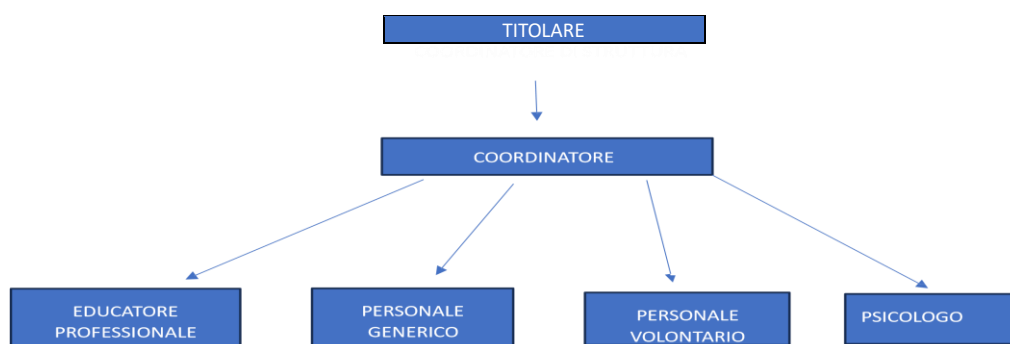 TITOLARE
COORDINATORE
EDUCATORE
PROFESSIONALE
PERSONALE
GENERICO
PERSONALE
VOLONTARIO
PSICOLOGO